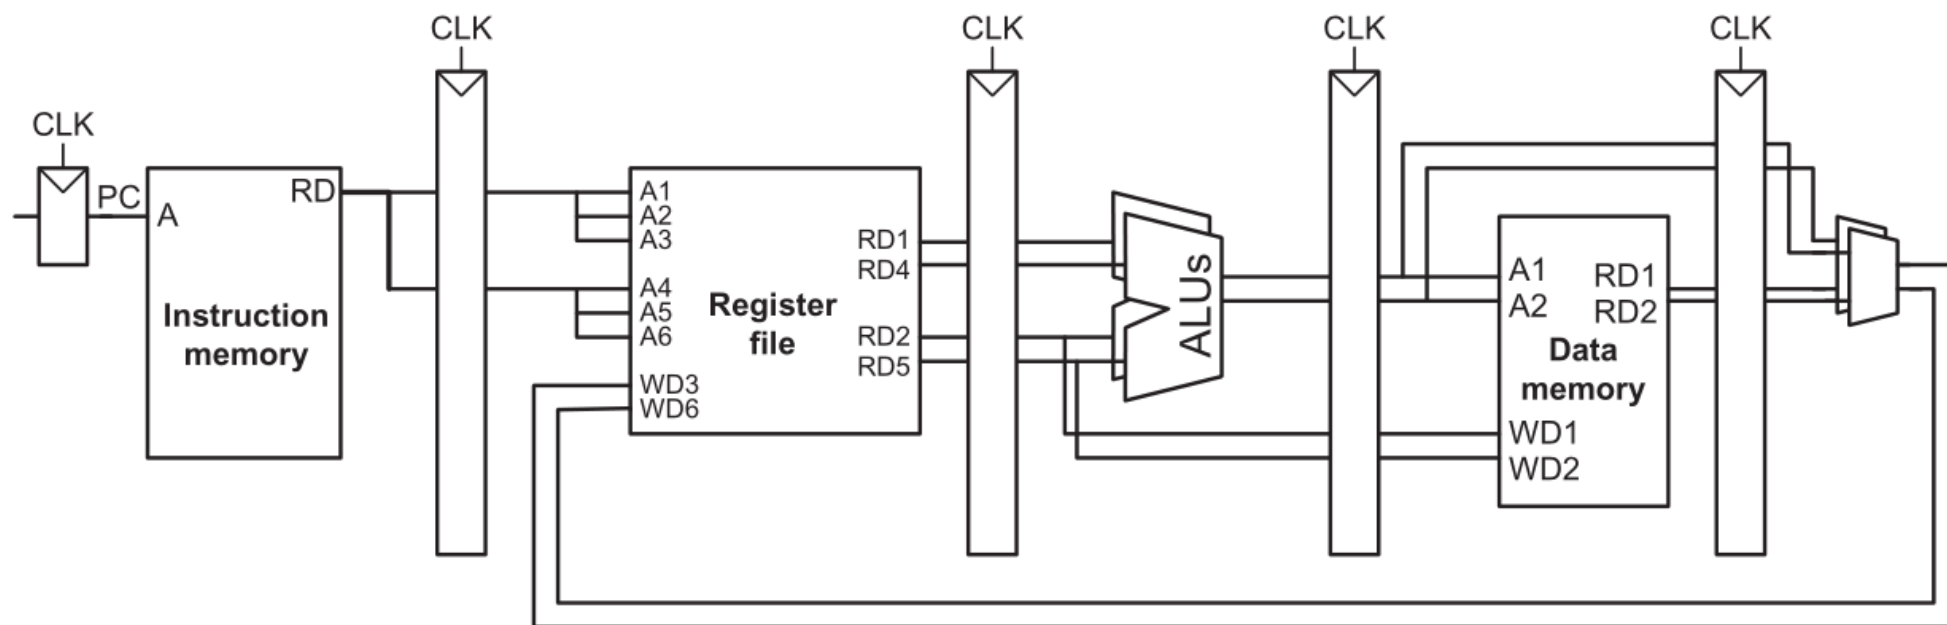 CLK
CLK
CLK
CLK
CLK
PC
A
RD
Instruction
memory
A1
A2
A3
A4
A5
A6
WD3
WD6
Register
file
RD1
RD4
RD2
RD5
ALUs
A1
A2
RD1
RD2
Data
memory
WD1
WD2